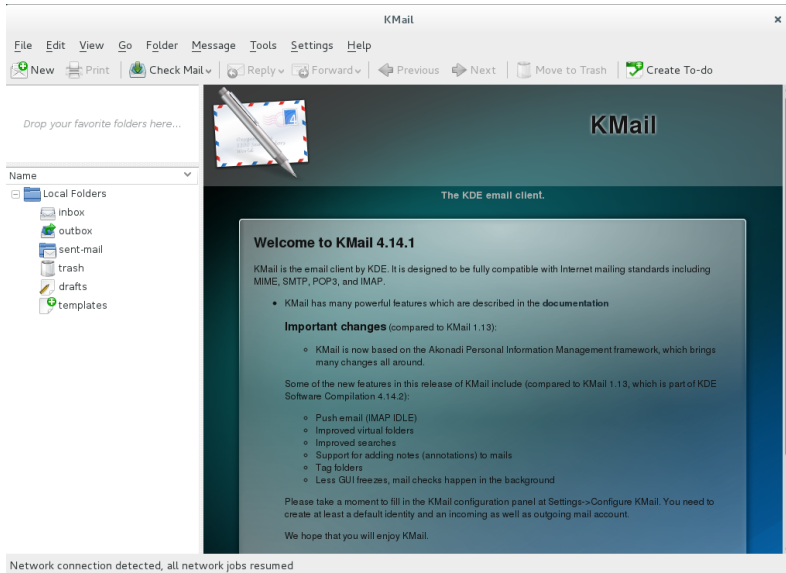 KMail
File Edit View Go Folder Message Tools Settings Help
New Print Check Mail Reply Forward Previous Next Move to Trash Create To-do
Drop your favorite folders here...
KMail
The KDE email client.
Name
Local Folders
inbox
outbox
sent-mail
trash
drafts
templates
Welcome to KMail 4.14.1
KMail is the email client by KDE. It is designed to be fully compatible with Internet mailing standards including
MIME, SMTP, POP3, and IMAP.
• KMail has many powerful features which are described in the documentation
Important changes (compared to KMail 1.13):
◦ KMail is now based on the Akonadi Personal Information Management framework, which brings
many changes all around.
Some of the new features in this release of KMail include (compared to KMail 1.13, which is part of KDE
Software Compilation 4.14.2):
◦ Push email (IMAP IDLE)
◦ Improved virtual folders
◦ Improved searches
◦ Support for adding notes (annotations) to mails
◦ Tag folders
◦ Less GUI freezes, mail checks happen in the background
Please take a moment to fill in the KMail configuration panel at Settings->Configure KMail. You need to
create at least a default identity and an incoming as well as outgoing mail account.
We hope that you will enjoy KMail.
Network connection detected, all network jobs resumed